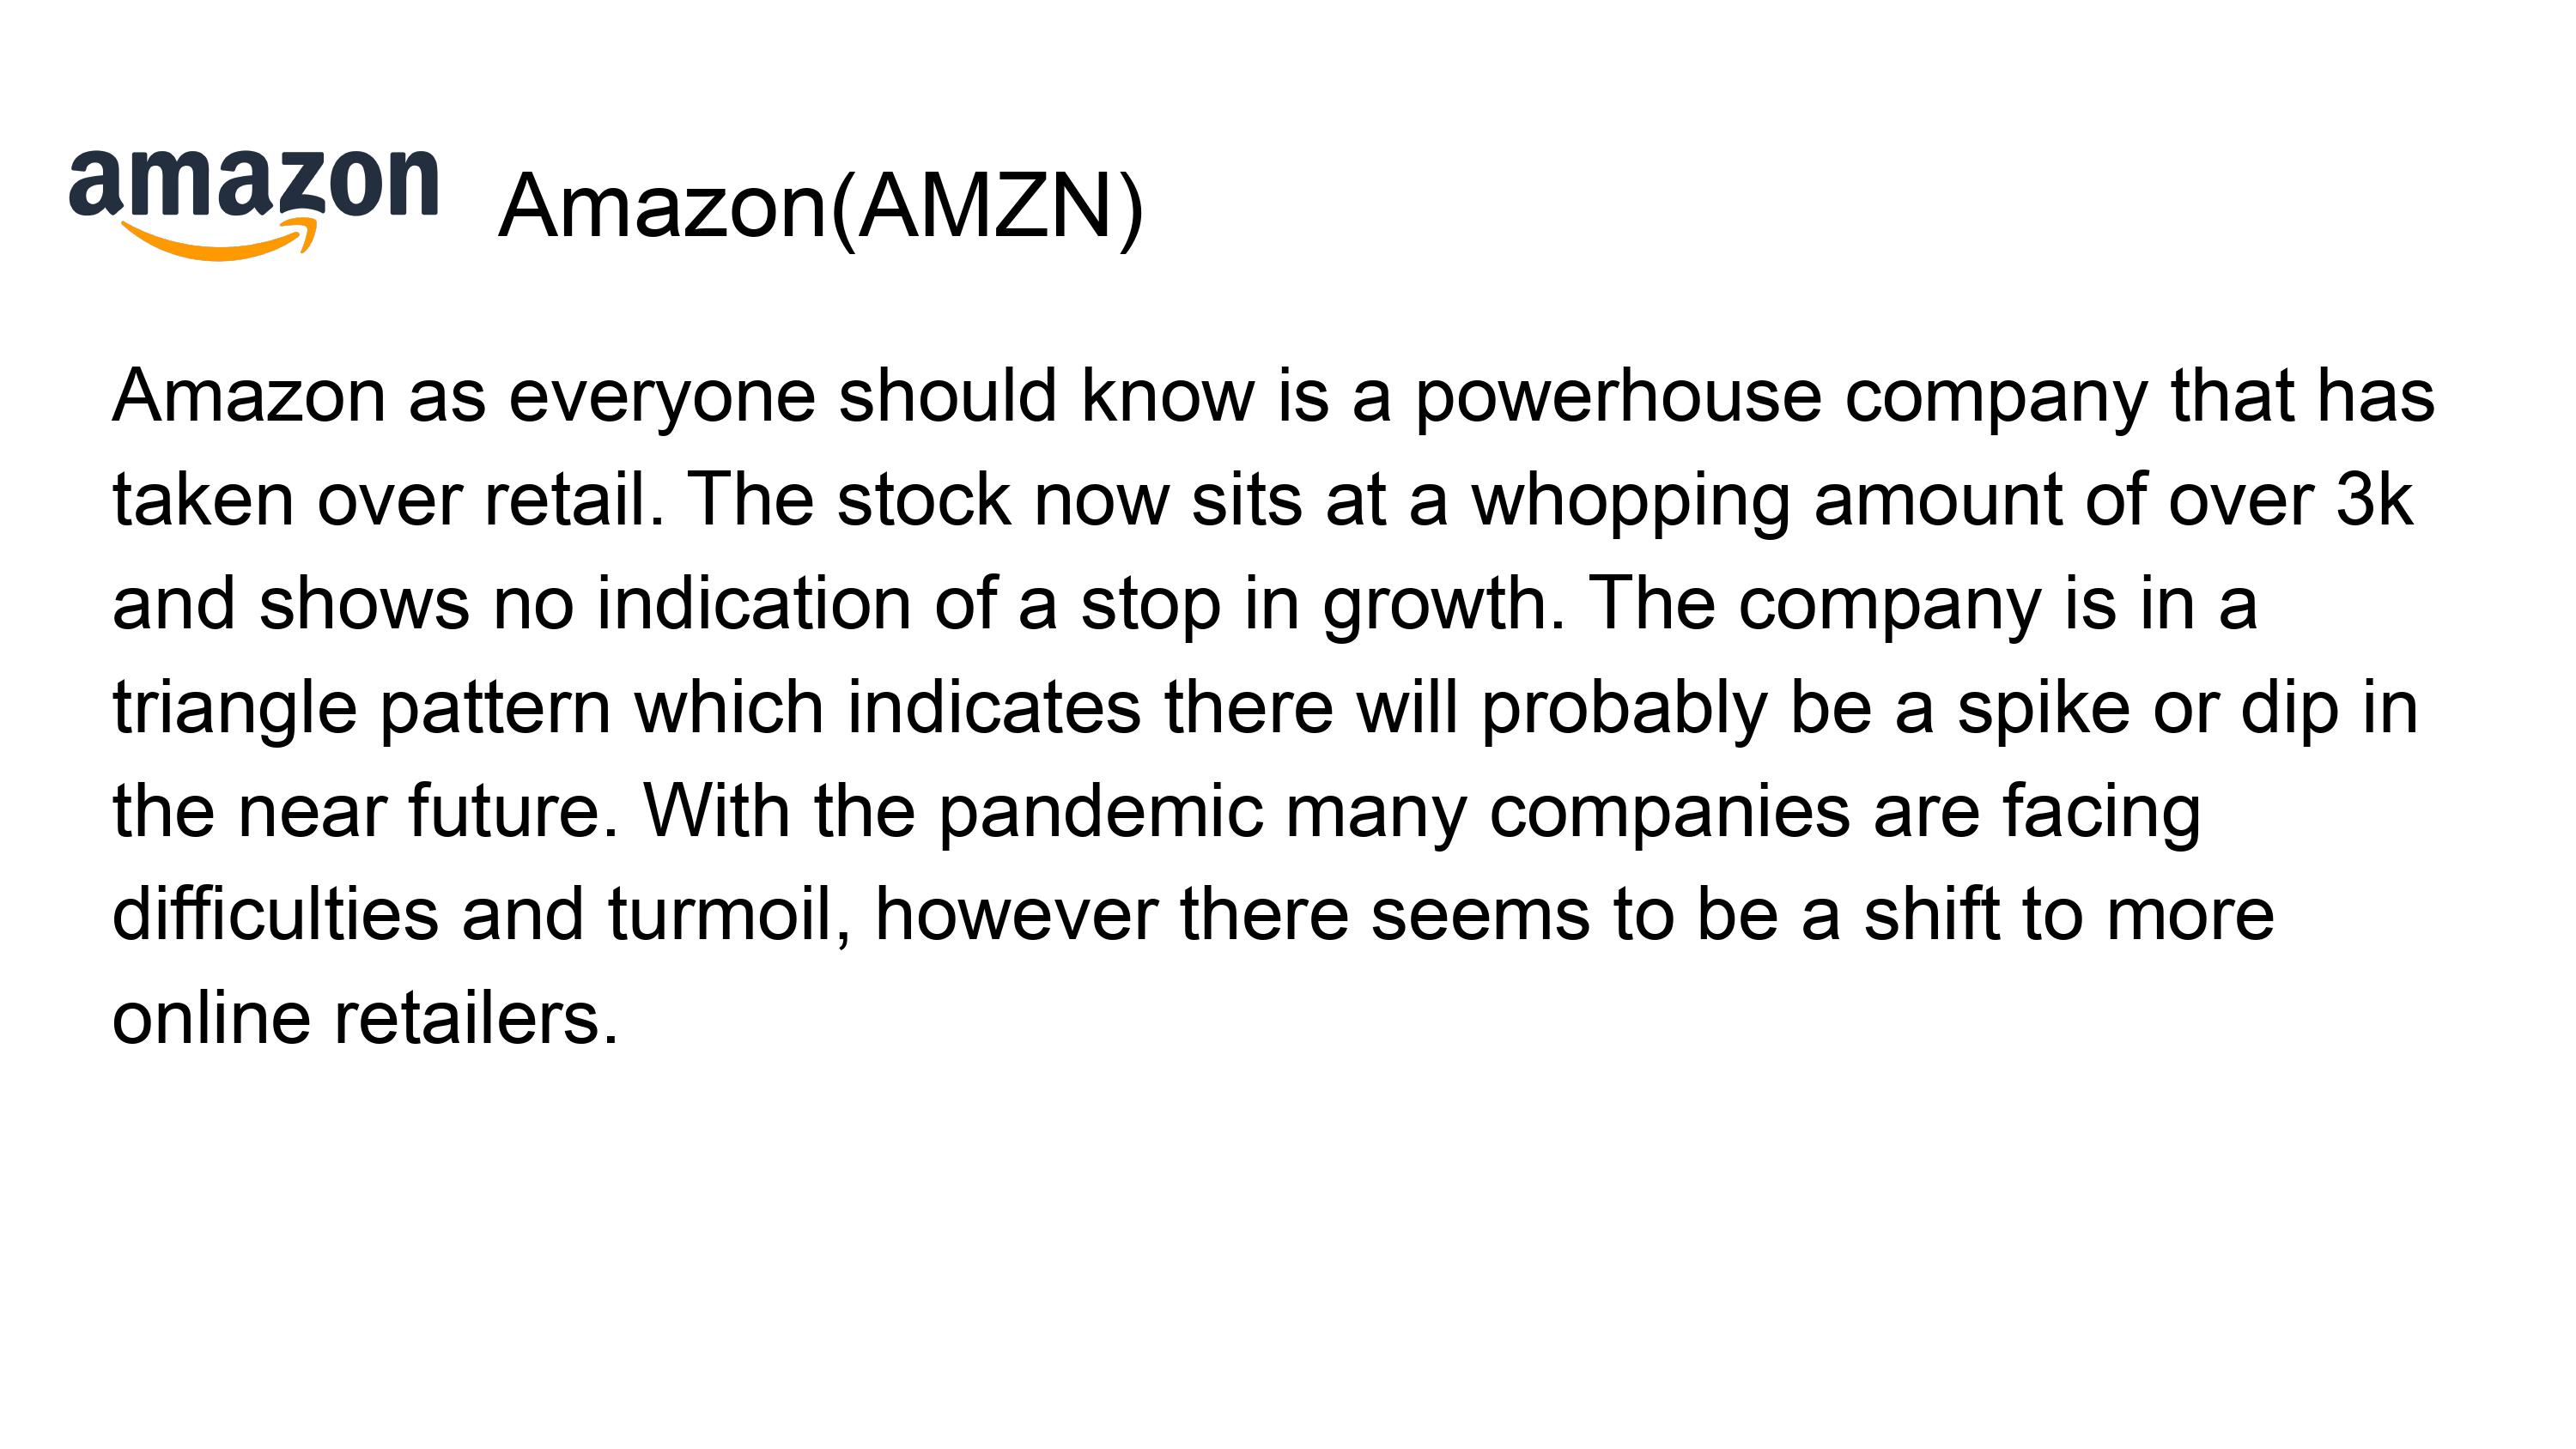 amazon Amazon(AMZN)
Amazon as everyone should know is a powerhouse company that has
taken over retail. The stock now sits at a whopping amount of over 3k
and shows no indication of a stop in growth. The company is in a
triangle pattern which indicates there will probably be a spike or dip in
the near future. With the pandemic many companies are facing
difficulties and turmoil, however there seems to be a shift to more
online retailers.